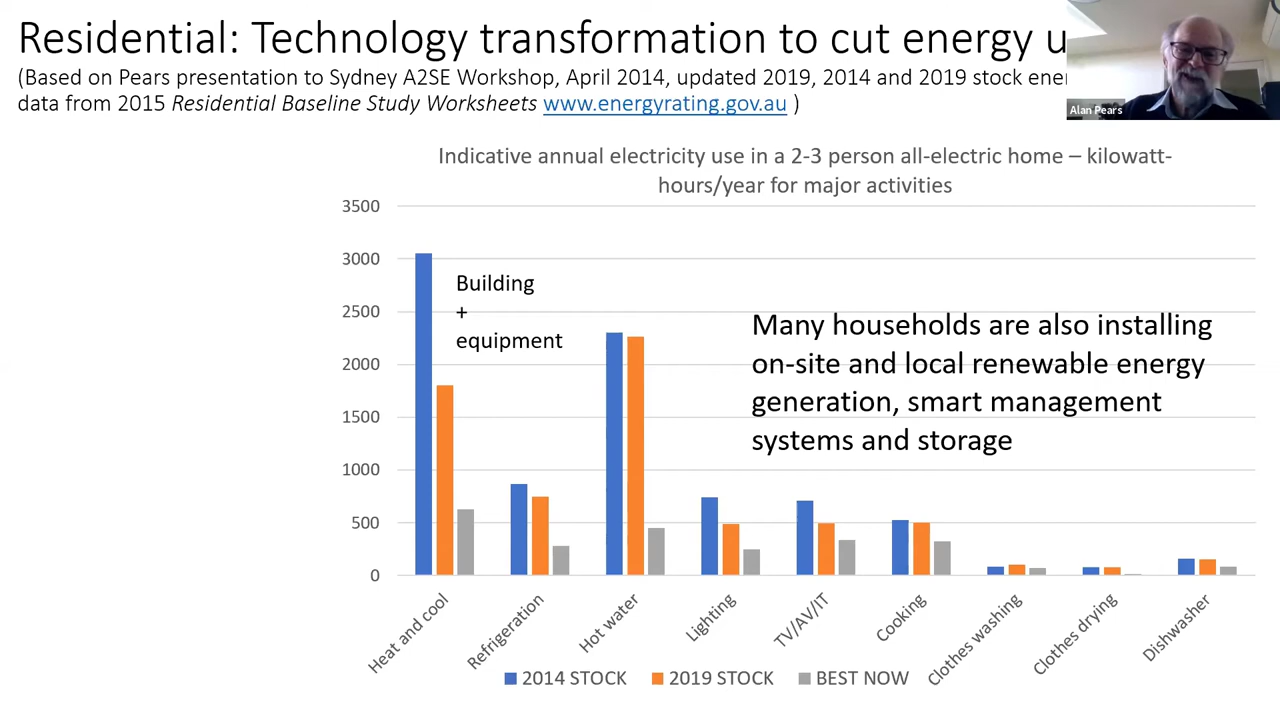 Residential: Technology transformation to cut energy u
(Based on Pears presentation to Sydney A2SE Workshop, April 2014, updated 2019, 2014 and 2019 stock ener
data from 2015 Residential Baseline Study Worksheets www.energyrating.gov.au )
Alan Pears
Indicative annual electricity use in a 2-3 person all-electric home – kilowatt-
hours/year for major activities
3500
3000
2500
2000
1500
1000
500
0
Building
+
equipment
Many households are also installing
on-site and local renewable energy
generation, smart management
systems and storage
Heat and cool
Refrigeration
Hot water
Lighting
TV/AV/IT
Cooking
Clothes washing
Clothes drying
Dishwasher
2014 STOCK
2019 STOCK
BEST NOW